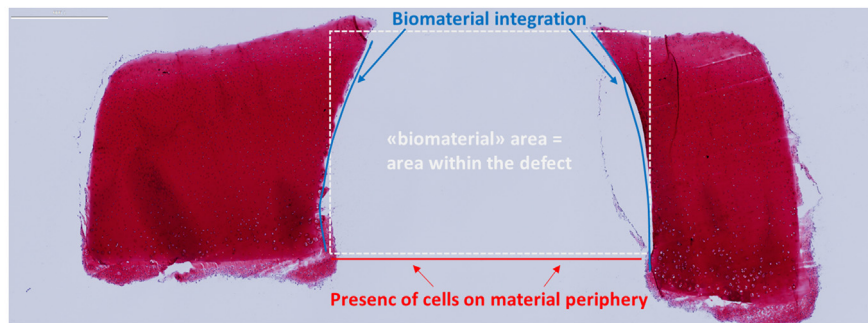 Biomaterial integration
«biomaterial» area =
area within the defect
Presenc of cells on material periphery